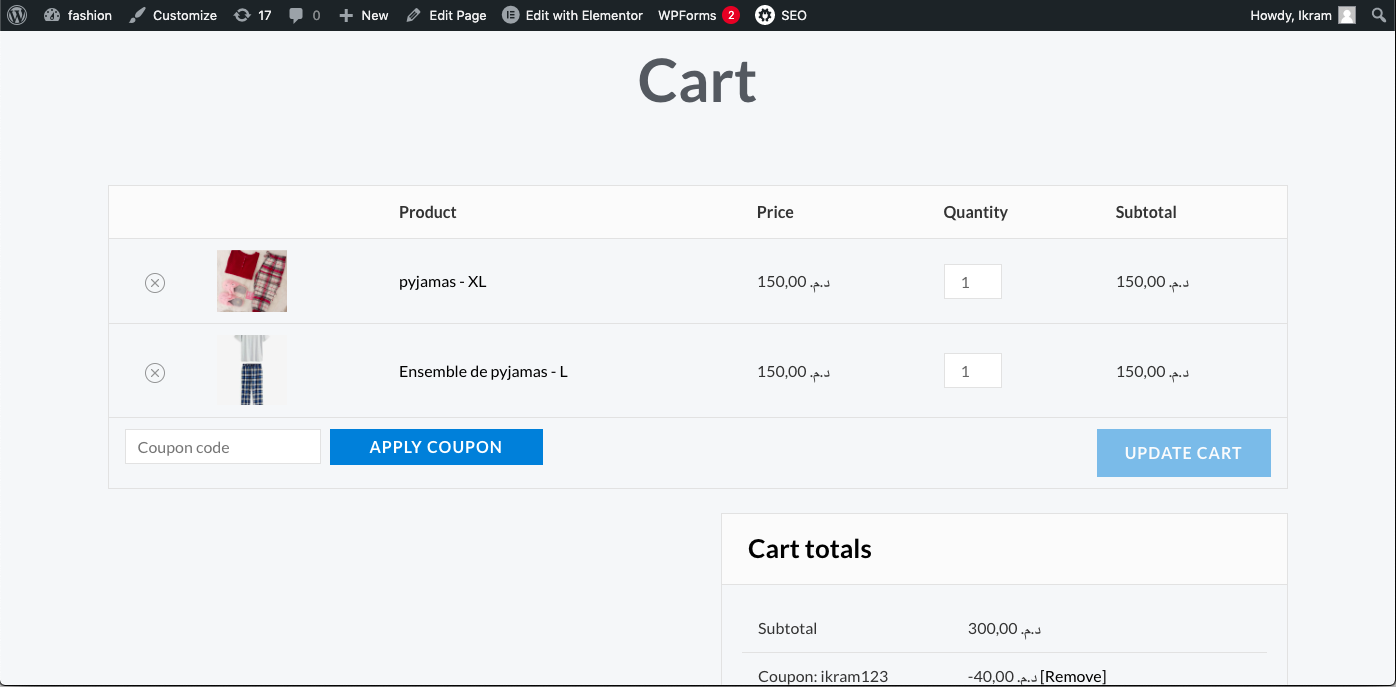 fashion Customize 17 0 New Edit Page Edit with Elementor WPForms 2 SEO Howdy, Ikram
Cart
Product Price Quantity Subtotal
pyjamas - XL 150,00 د.م. 1 150,00 د.م.
Ensemble de pyjamas - L 150,00 د.م. 1 150,00 د.م.
Coupon code APPLY COUPON UPDATE CART
Cart totals
Subtotal 300,00 د.م.
Coupon: ikram123 -40,00 د.م. [Remove]